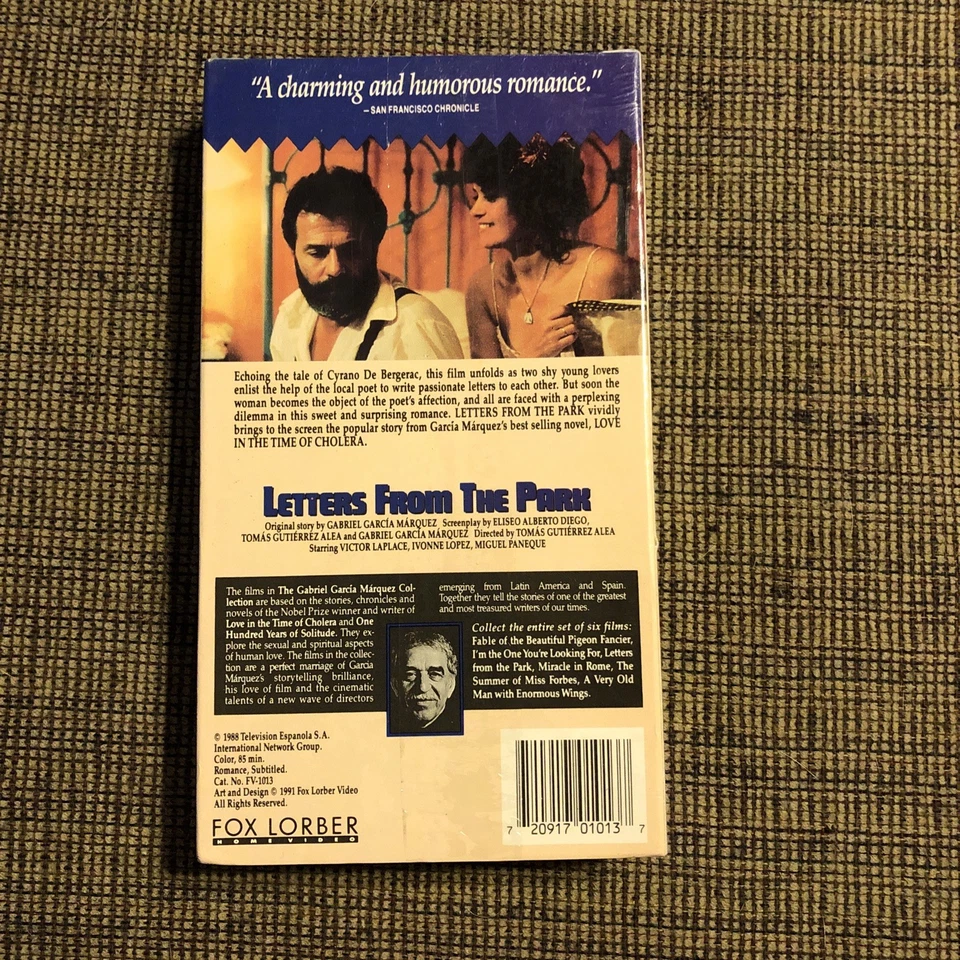 “A charming and humorous romance.”
– SAN FRANCISCO CHRONICLE
Echoing the tale of Cyrano De Bergerac, this film unfolds as two shy young lovers
enlist the help of the local poet to write passionate letters to each other. But soon the
woman becomes the object of the poet's affection, and all are faced with a perplexing
dilemma in this sweet and surprising romance. LETTERS FROM THE PARK vividly
brings to the screen the popular story from García Márquez's best selling novel, LOVE
IN THE TIME OF CHOLERA.
LETTERS FROM THE PARK
Original story by GABRIEL GARCÍA MÁRQUEZ Screenplay by ELISEO ALBERTO DIEGO,
TOMÁS GUTIÉRREZ ALEA and GABRIEL GARCÍA MÁRQUEZ Directed by TOMÁS GUTIÉRREZ ALEA
Starring VICTOR LAPLACE, IVONNE LOPEZ, MIGUEL PANEQUE
The films in The Gabriel García Márquez Col-
lection are based on the stories, chronicles and
novels of the Nobel Prize winner and writer of
Love in the Time of Cholera and One
Hundred Years of Solitude. They ex-
plore the sexual and spiritual aspects
of human love. The films in the collec-
tion are a perfect marriage of García
Márquez's storytelling brilliance,
his love of film and the cinematic
talents of a new wave of directors
emerging from Latin America and Spain.
Together they tell the stories of one of the greatest
and most treasured writers of our times.
Collect the entire set of six films:
Fable of the Beautiful Pigeon Fancier,
I'm the One You're Looking For, Letters
from the Park, Miracle in Rome, The
Summer of Miss Forbes, A Very Old
Man with Enormous Wings.
© 1988 Television Espanola S.A.
International Network Group.
Color, 85 min.
Romance, Subtitled.
Cat. No. FV-1013
Art and Design © 1991 Fox Lorber Video
All Rights Reserved.
FOX LORBER
HOME VIDEO
7 20917 01013 7